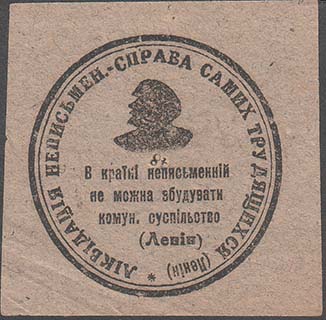 ЛІКВІДАЦІЯ НЕПИСЬМЕН.-СПРАВА САМИХ ТРУДЯЩИХСЯ (Ленін) *
В країні неписьменній
не можна збудувати
комун. суспільство
(Ленін)